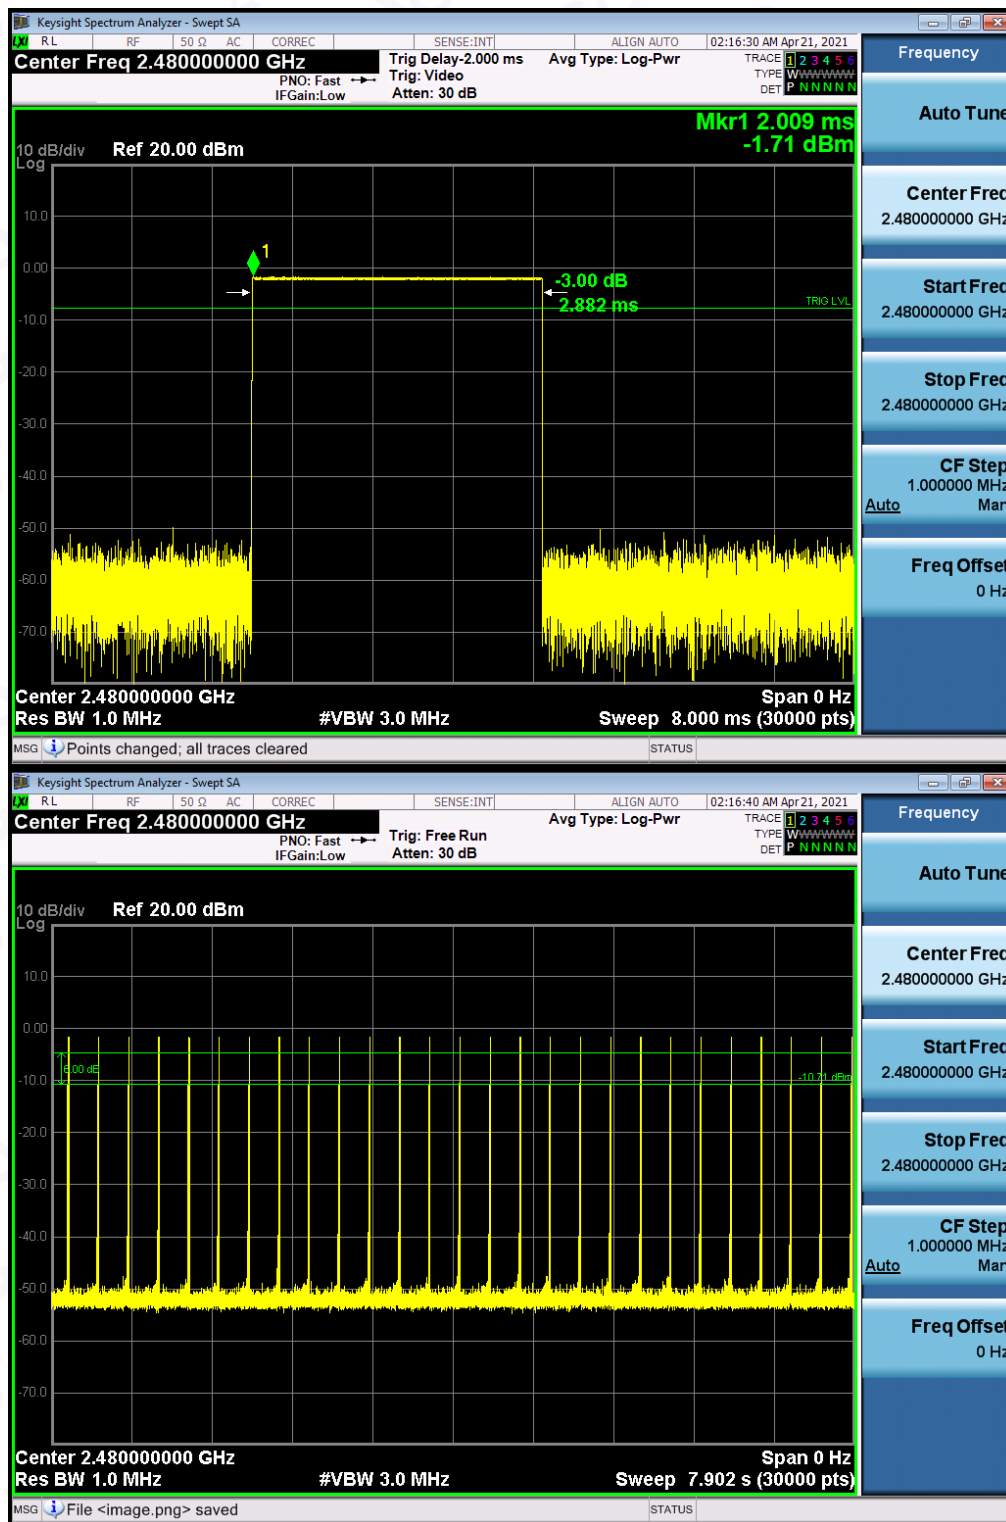 Keysight Spectrum Analyzer - Swept SA
LXI RL RF 50 Ω AC CORREC SENSE:INT ALIGN AUTO 02:16:30 AM Apr 21, 2021
Center Freq 2.480000000 GHz
PNO: Fast
IFGain:Low
Trig Delay-2.000 ms
Trig: Video
Atten: 30 dB
Avg Type: Log-Pwr
TRACE 1 2 3 4 5 6
TYPE WWWWWW
DET P N N N N N
Mkr1 2.009 ms
-1.71 dBm
10 dB/div Ref 20.00 dBm
Log
10.0
1
0.00
-3.00 dB
2.882 ms
TRIG LVL
-10.0
-20.0
-30.0
-40.0
-50.0
-60.0
-70.0
Center 2.480000000 GHz Span 0 Hz
Res BW 1.0 MHz #VBW 3.0 MHz Sweep 8.000 ms (30000 pts)
MSG Points changed; all traces cleared STATUS
Frequency
Auto Tune
Center Freq
2.480000000 GHz
Start Freq
2.480000000 GHz
Stop Freq
2.480000000 GHz
CF Step
1.000000 MHz
Auto Man
Freq Offset
0 Hz
Keysight Spectrum Analyzer - Swept SA
LXI RL RF 50 Ω AC CORREC SENSE:INT ALIGN AUTO 02:16:40 AM Apr 21, 2021
Center Freq 2.480000000 GHz
PNO: Fast
IFGain:Low
Trig: Free Run
Atten: 30 dB
Avg Type: Log-Pwr
TRACE 1 2 3 4 5 6
TYPE WWWWWW
DET P N N N N N
10 dB/div Ref 20.00 dBm
Log
10.0
0.00
6.00 dB
-10.71 dBm
-10.0
-20.0
-30.0
-40.0
-50.0
-60.0
-70.0
Center 2.480000000 GHz Span 0 Hz
Res BW 1.0 MHz #VBW 3.0 MHz Sweep 7.902 s (30000 pts)
MSG File <image.png> saved STATUS
Frequency
Auto Tune
Center Freq
2.480000000 GHz
Start Freq
2.480000000 GHz
Stop Freq
2.480000000 GHz
CF Step
1.000000 MHz
Auto Man
Freq Offset
0 Hz